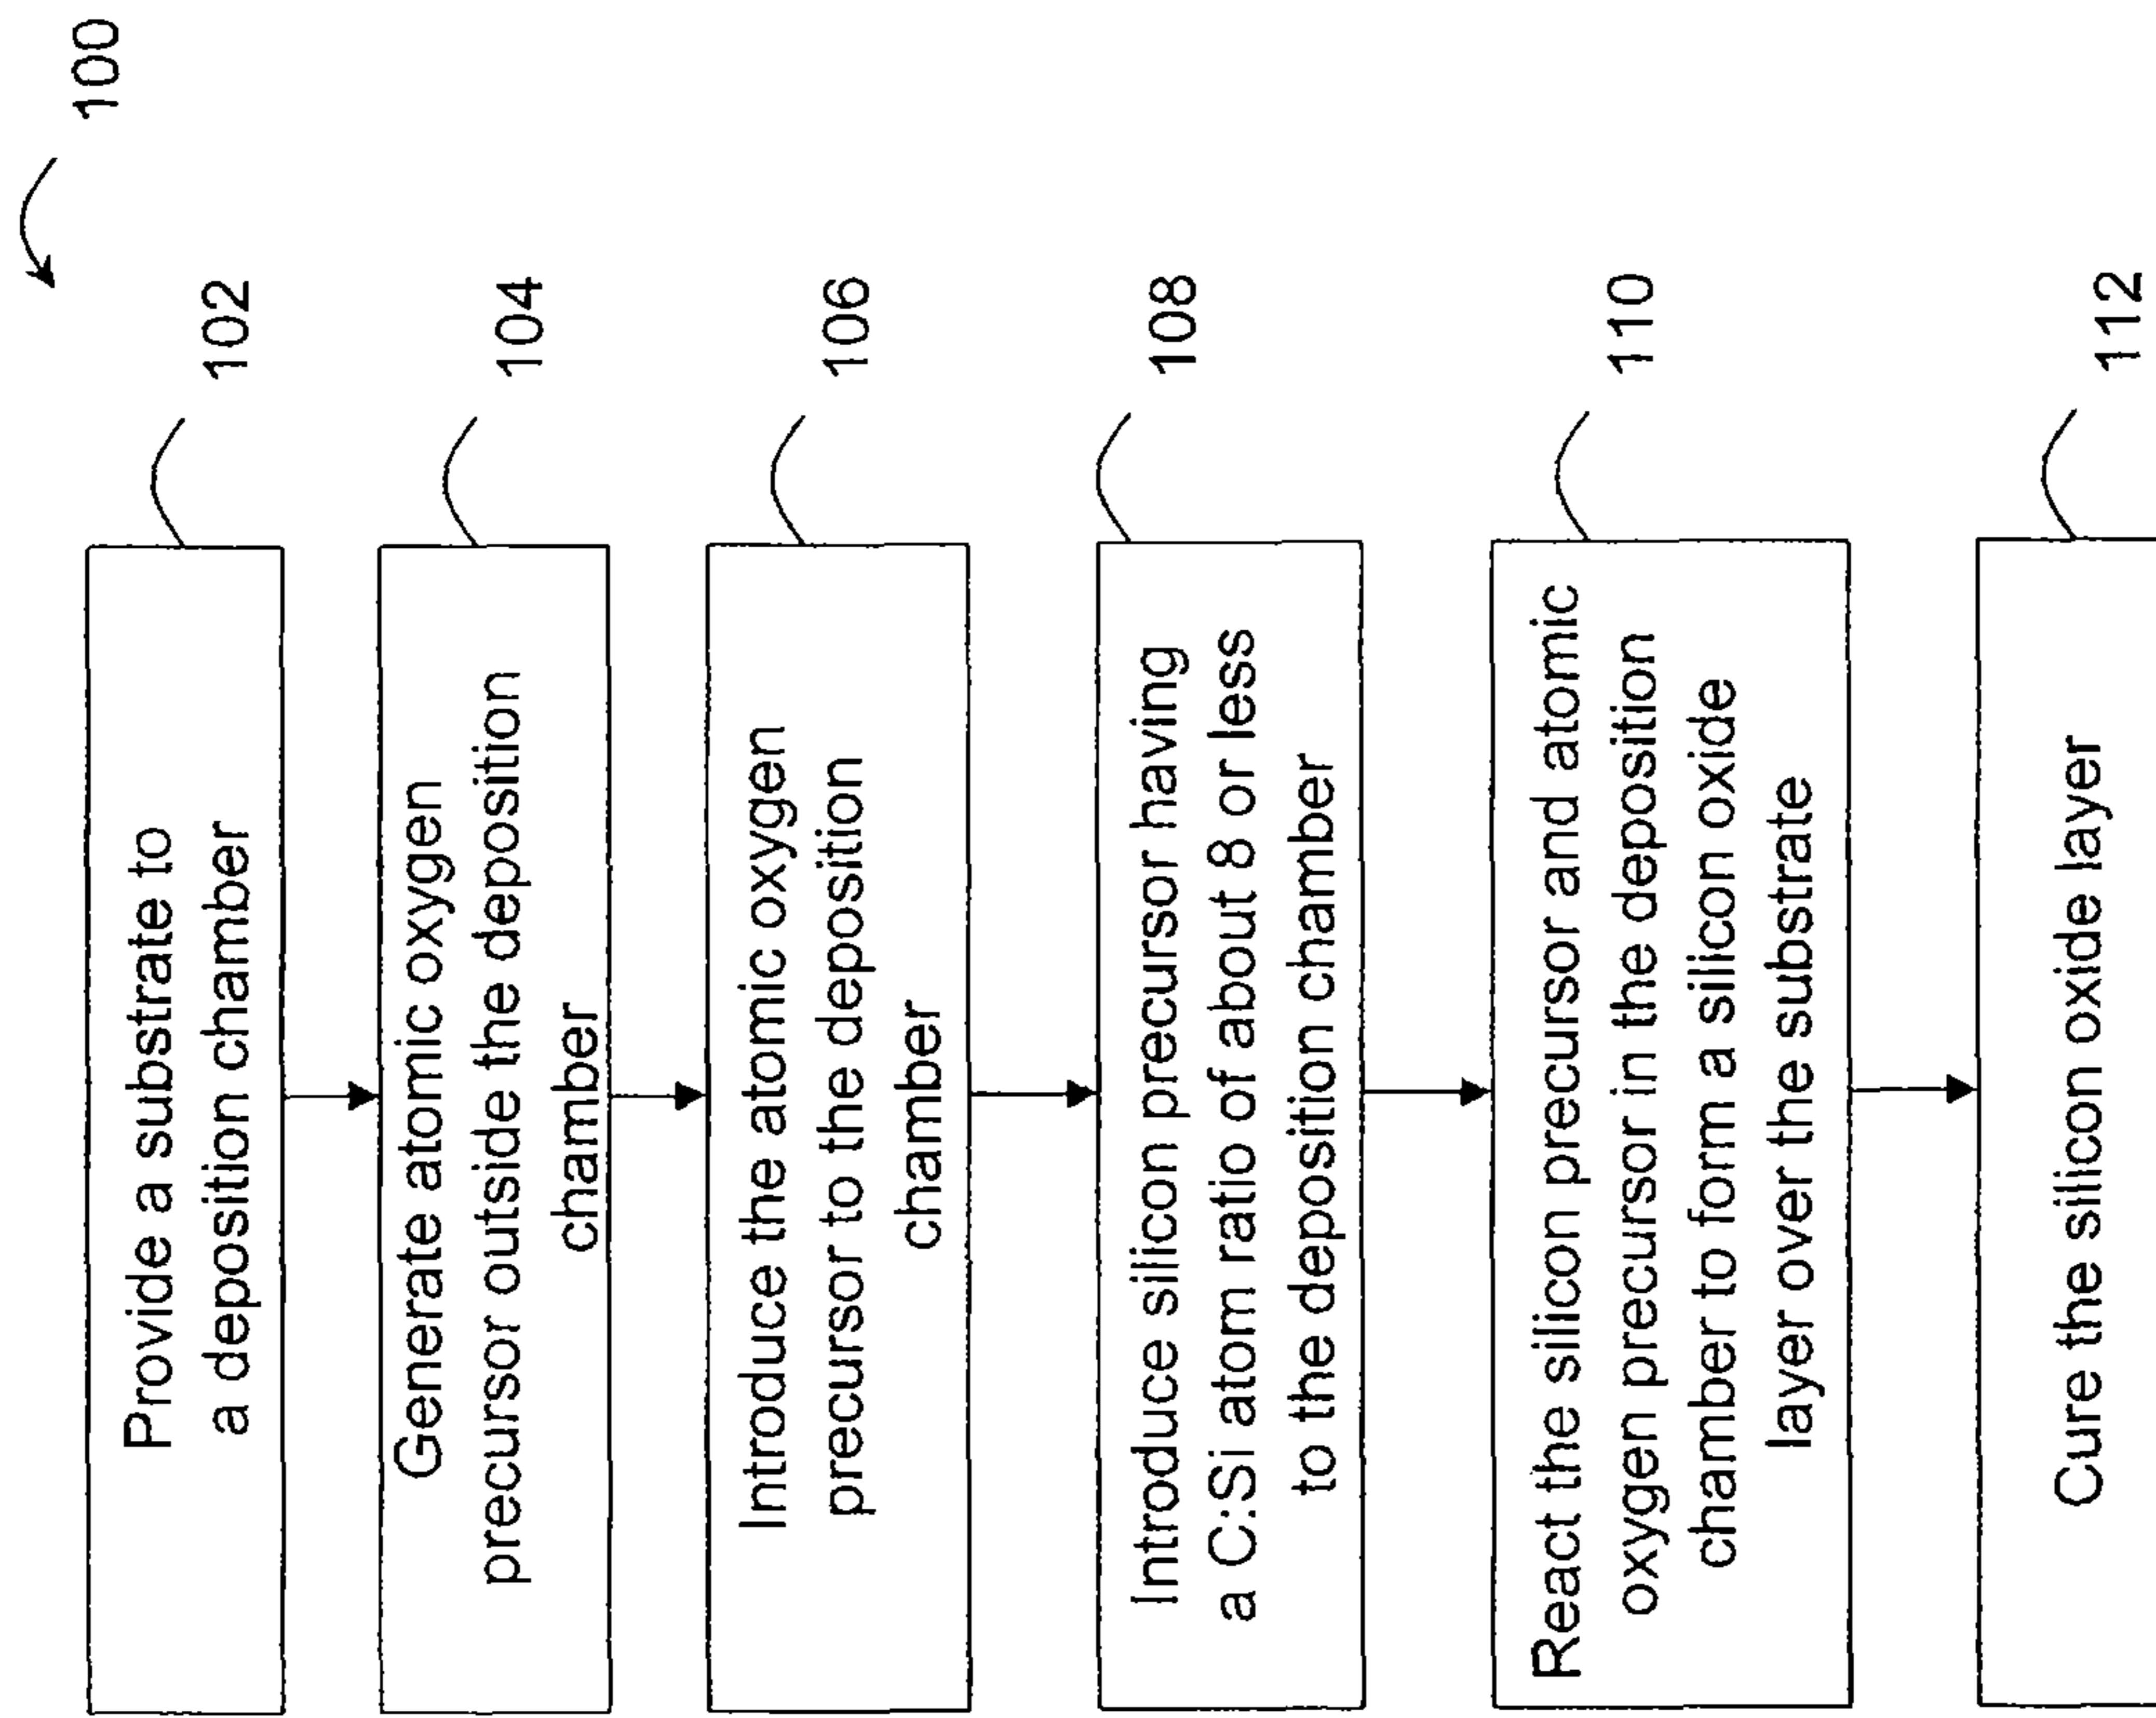 100
Provide a substrate to
a deposition chamber
102
Generate atomic oxygen
precursor outside the deposition
chamber
104
Introduce the atomic oxygen
precursor to the deposition
chamber
106
Introduce silicon precursor having
a C:Si atom ratio of about 8 or less
to the deposition chamber
108
React the silicon precursor and atomic
oxygen precursor in the deposition
chamber to form a silicon oxide
layer over the substrate
110
Cure the silicon oxide layer
112